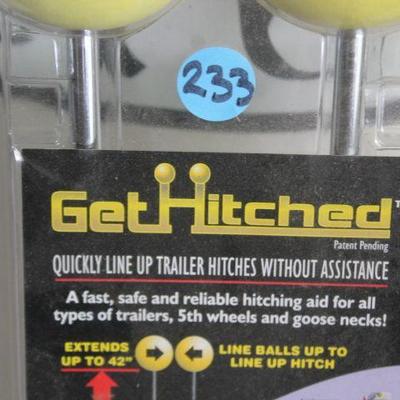 233
GetHitched TM
Patent Pending
QUICKLY LINE UP TRAILER HITCHES WITHOUT ASSISTANCE
A fast, safe and reliable hitching aid for all
types of trailers, 5th wheels and goose necks!
EXTENDS
UP TO 42"
LINE BALLS UP TO
LINE UP HITCH